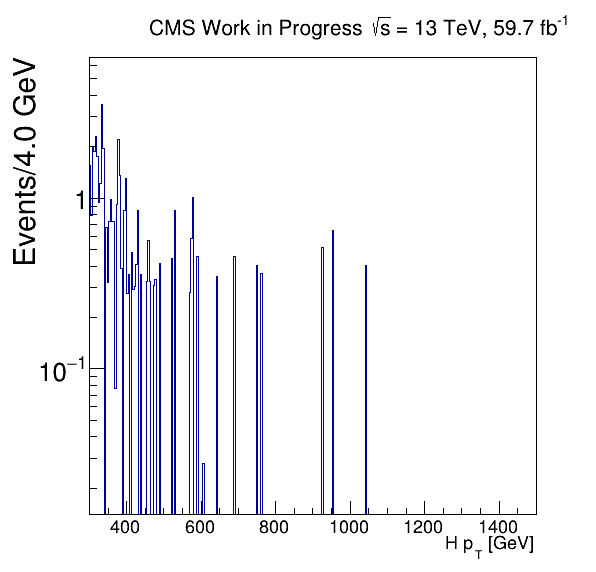 CMS Work in Progress √s = 13 TeV, 59.7 fb⁻¹
Events/4.0 GeV
1
10⁻¹
400 600 800 1000 1200 1400
H p_T [GeV]